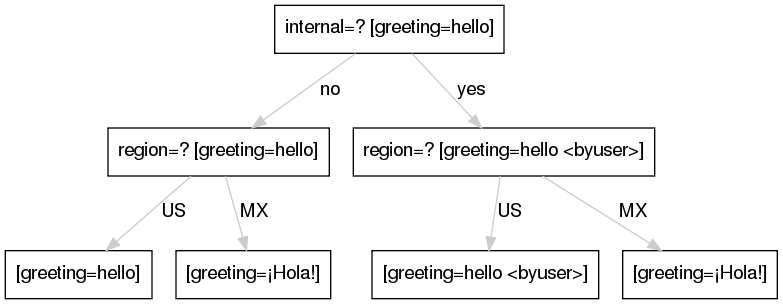 internal=? [greeting=hello]
no
yes
region=? [greeting=hello]
region=? [greeting=hello <byuser>]
US
MX
US
MX
[greeting=hello]
[greeting=¡Hola!]
[greeting=hello <byuser>]
[greeting=¡Hola!]